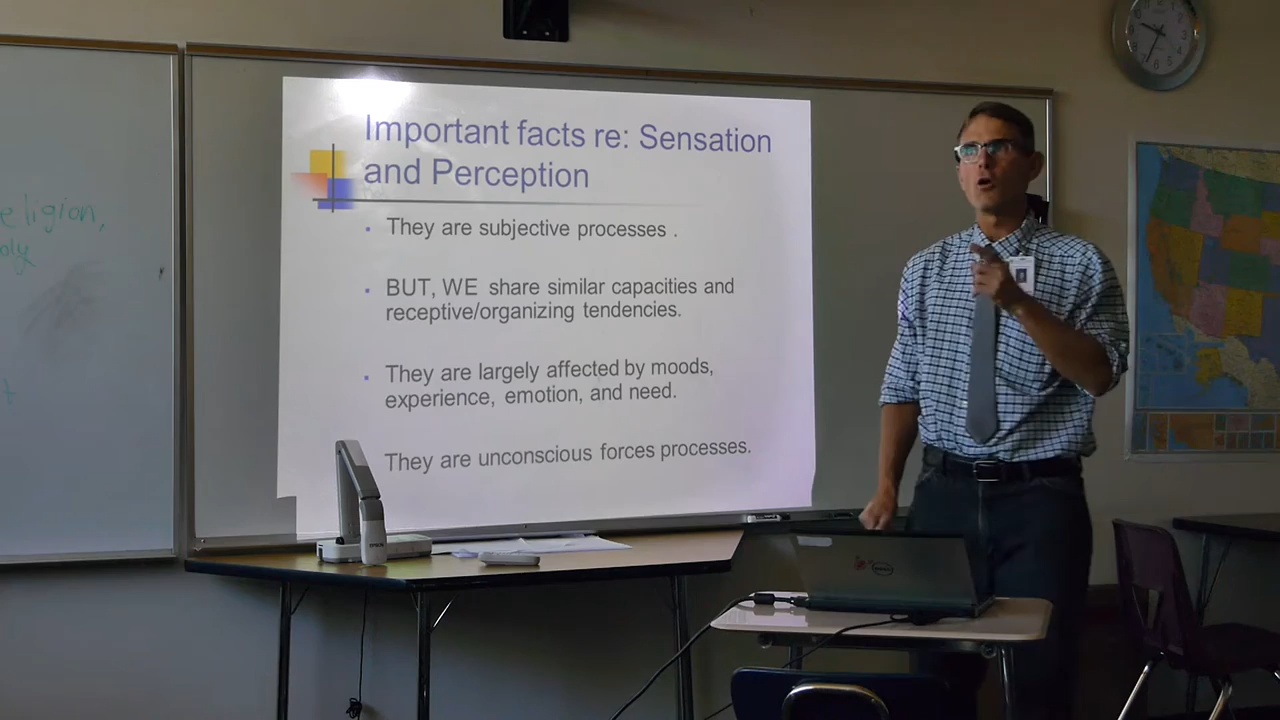 eligion,
Important facts re: Sensation
and Perception
They are subjective processes .
BUT, WE share similar capacities and
receptive/organizing tendencies.
They are largely affected by moods,
experience, emotion, and need.
They are unconscious forces processes.
EPSON
DELL